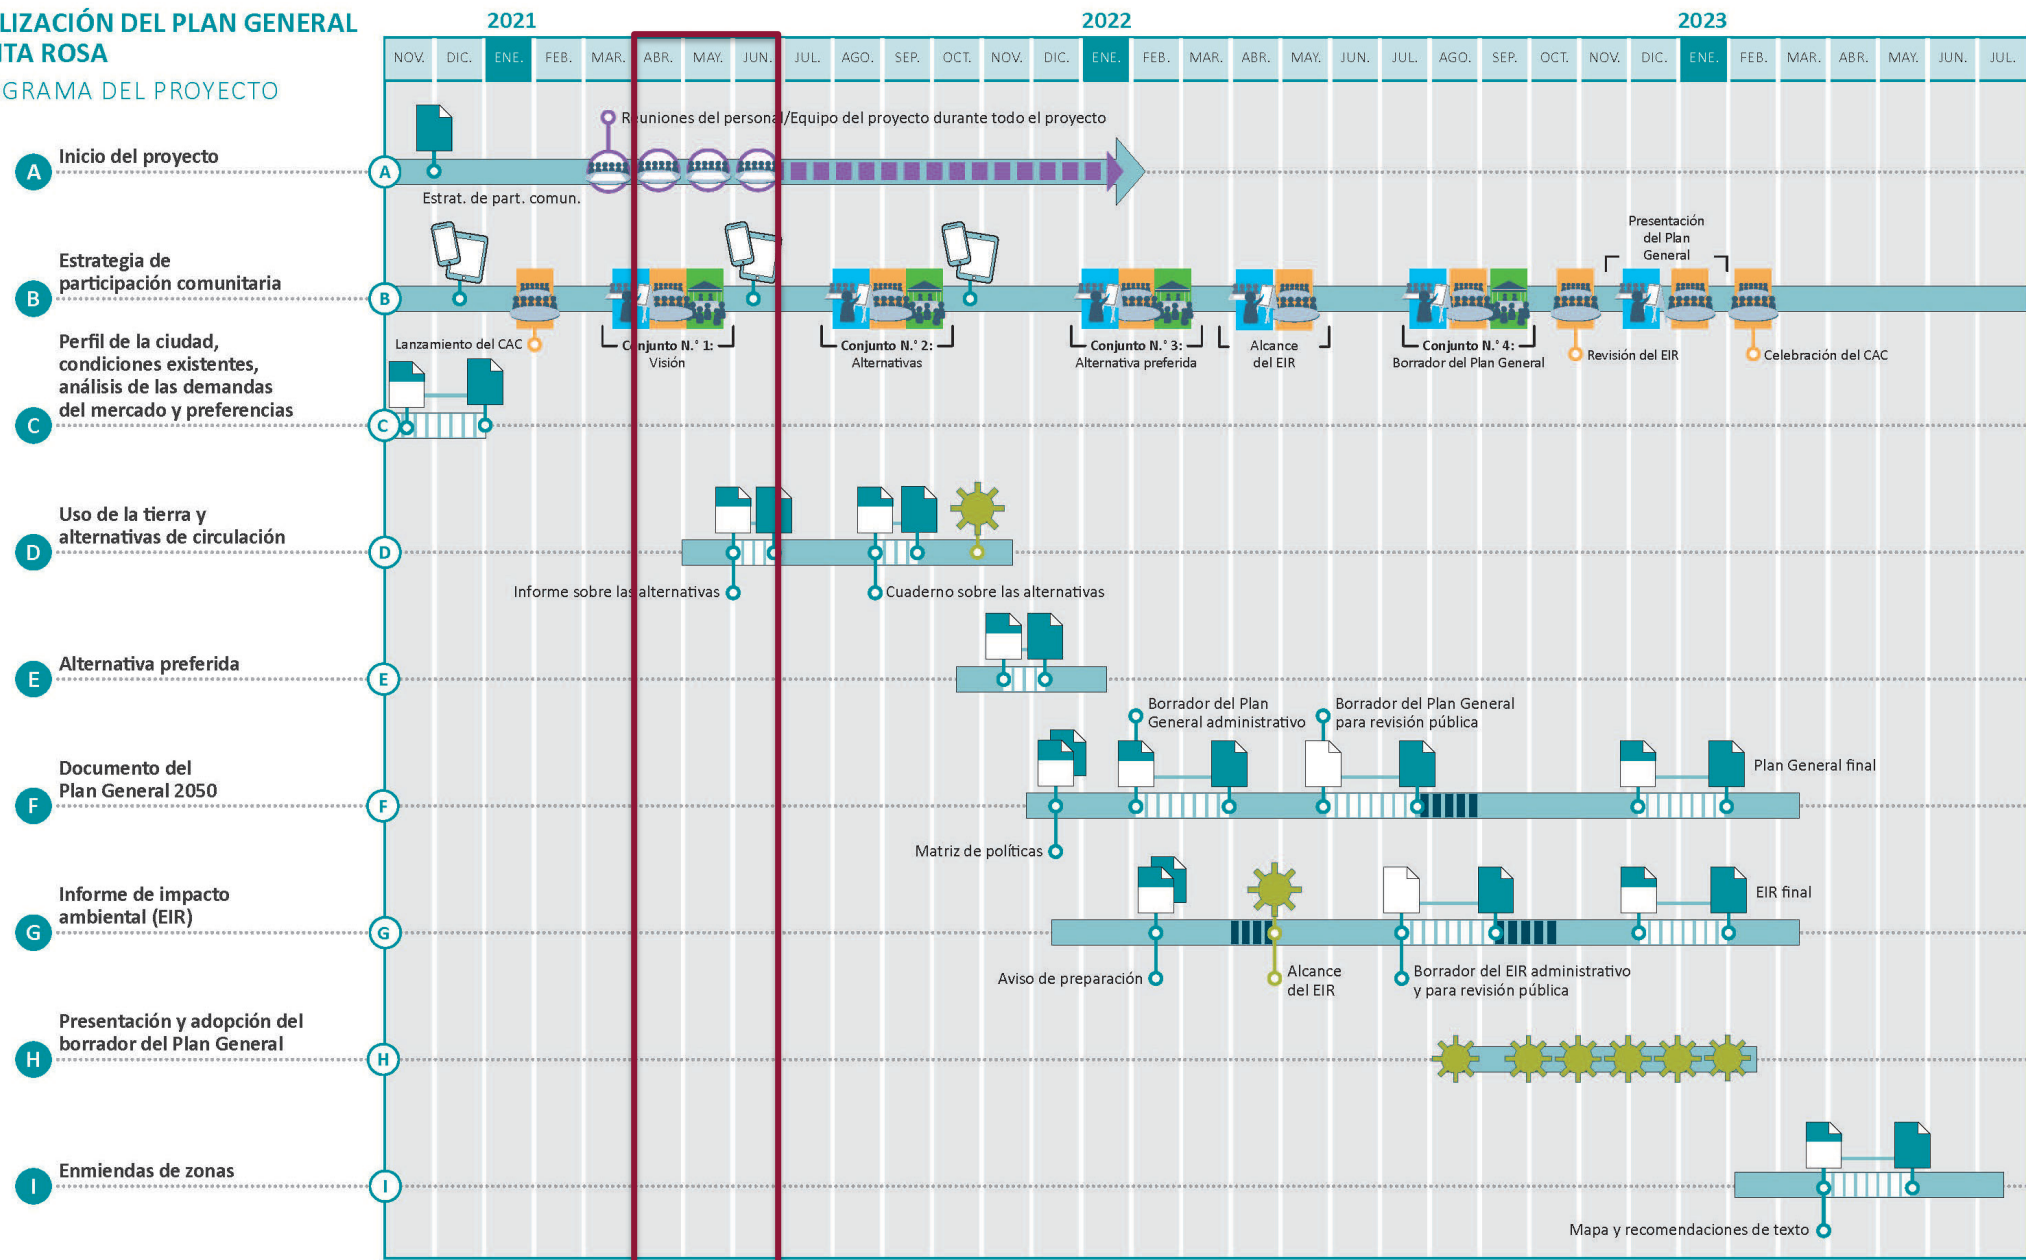 LIZACIÓN DEL PLAN GENERAL
TA ROSA
GRAMA DEL PROYECTO
2021
2022
2023
NOV. DIC. ENE. FEB. MAR. ABR. MAY. JUN. JUL. AGO. SEP. OCT. NOV. DIC. ENE. FEB. MAR. ABR. MAY. JUN. JUL. AGO. SEP. OCT. NOV. DIC. ENE. FEB. MAR. ABR. MAY. JUN. JUL.
Reuniones del personal/Equipo del proyecto durante todo el proyecto
A
Inicio del proyecto
A
Estrat. de part. comun.
B
Estrategia de
participación comunitaria
B
Presentación
del Plan
General
Lanzamiento del CAC
Conjunto N.° 1:
Visión
Conjunto N.° 2:
Alternativas
Conjunto N.° 3:
Alternativa preferida
Alcance
del EIR
Conjunto N.° 4:
Borrador del Plan General
Revisión del EIR
Celebración del CAC
C
Perfil de la ciudad,
condiciones existentes,
análisis de las demandas
del mercado y preferencias
C
D
Uso de la tierra y
alternativas de circulación
D
Informe sobre las alternativas
Cuaderno sobre las alternativas
E
Alternativa preferida
E
Borrador del Plan
General administrativo
Borrador del Plan General
para revisión pública
F
Documento del
Plan General 2050
F
Plan General final
Matriz de políticas
G
Informe de impacto
ambiental (EIR)
G
EIR final
Aviso de preparación
Alcance
del EIR
Borrador del EIR administrativo
y para revisión pública
H
Presentación y adopción del
borrador del Plan General
H
I
Enmiendas de zonas
I
Mapa y recomendaciones de texto